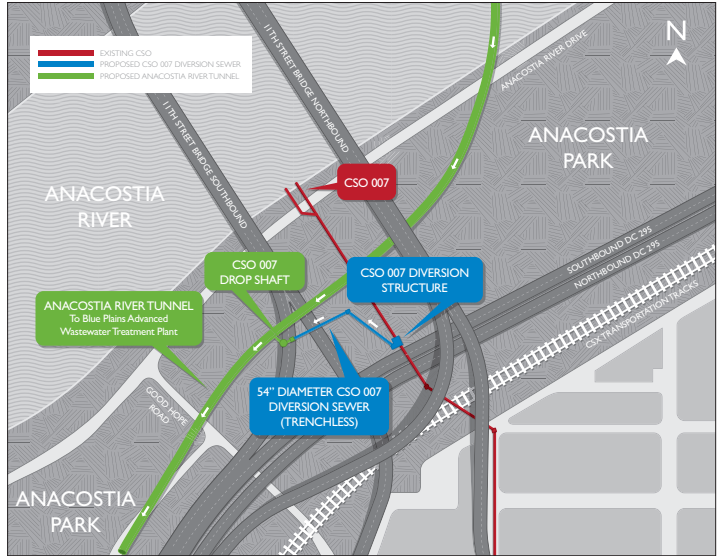 EXISTING CSO
PROPOSED CSO 007 DIVERSION SEWER
PROPOSED ANACOSTIA RIVER TUNNEL
N
11TH STREET BRIDGE NORTHBOUND
11TH STREET BRIDGE SOUTHBOUND
ANACOSTIA RIVER DRIVE
ANACOSTIA
PARK
ANACOSTIA
RIVER
CSO 007
SOUTHBOUND DC 295
NORTHBOUND DC 295
CSX TRANSPORTATION TRACKS
CSO 007
DROP SHAFT
CSO 007 DIVERSION
STRUCTURE
ANACOSTIA RIVER TUNNEL
To Blue Plains Advanced
Wastewater Treatment Plant
54” DIAMETER CSO 007
DIVERSION SEWER
(TRENCHLESS)
GOOD HOPE
ROAD
ANACOSTIA
PARK